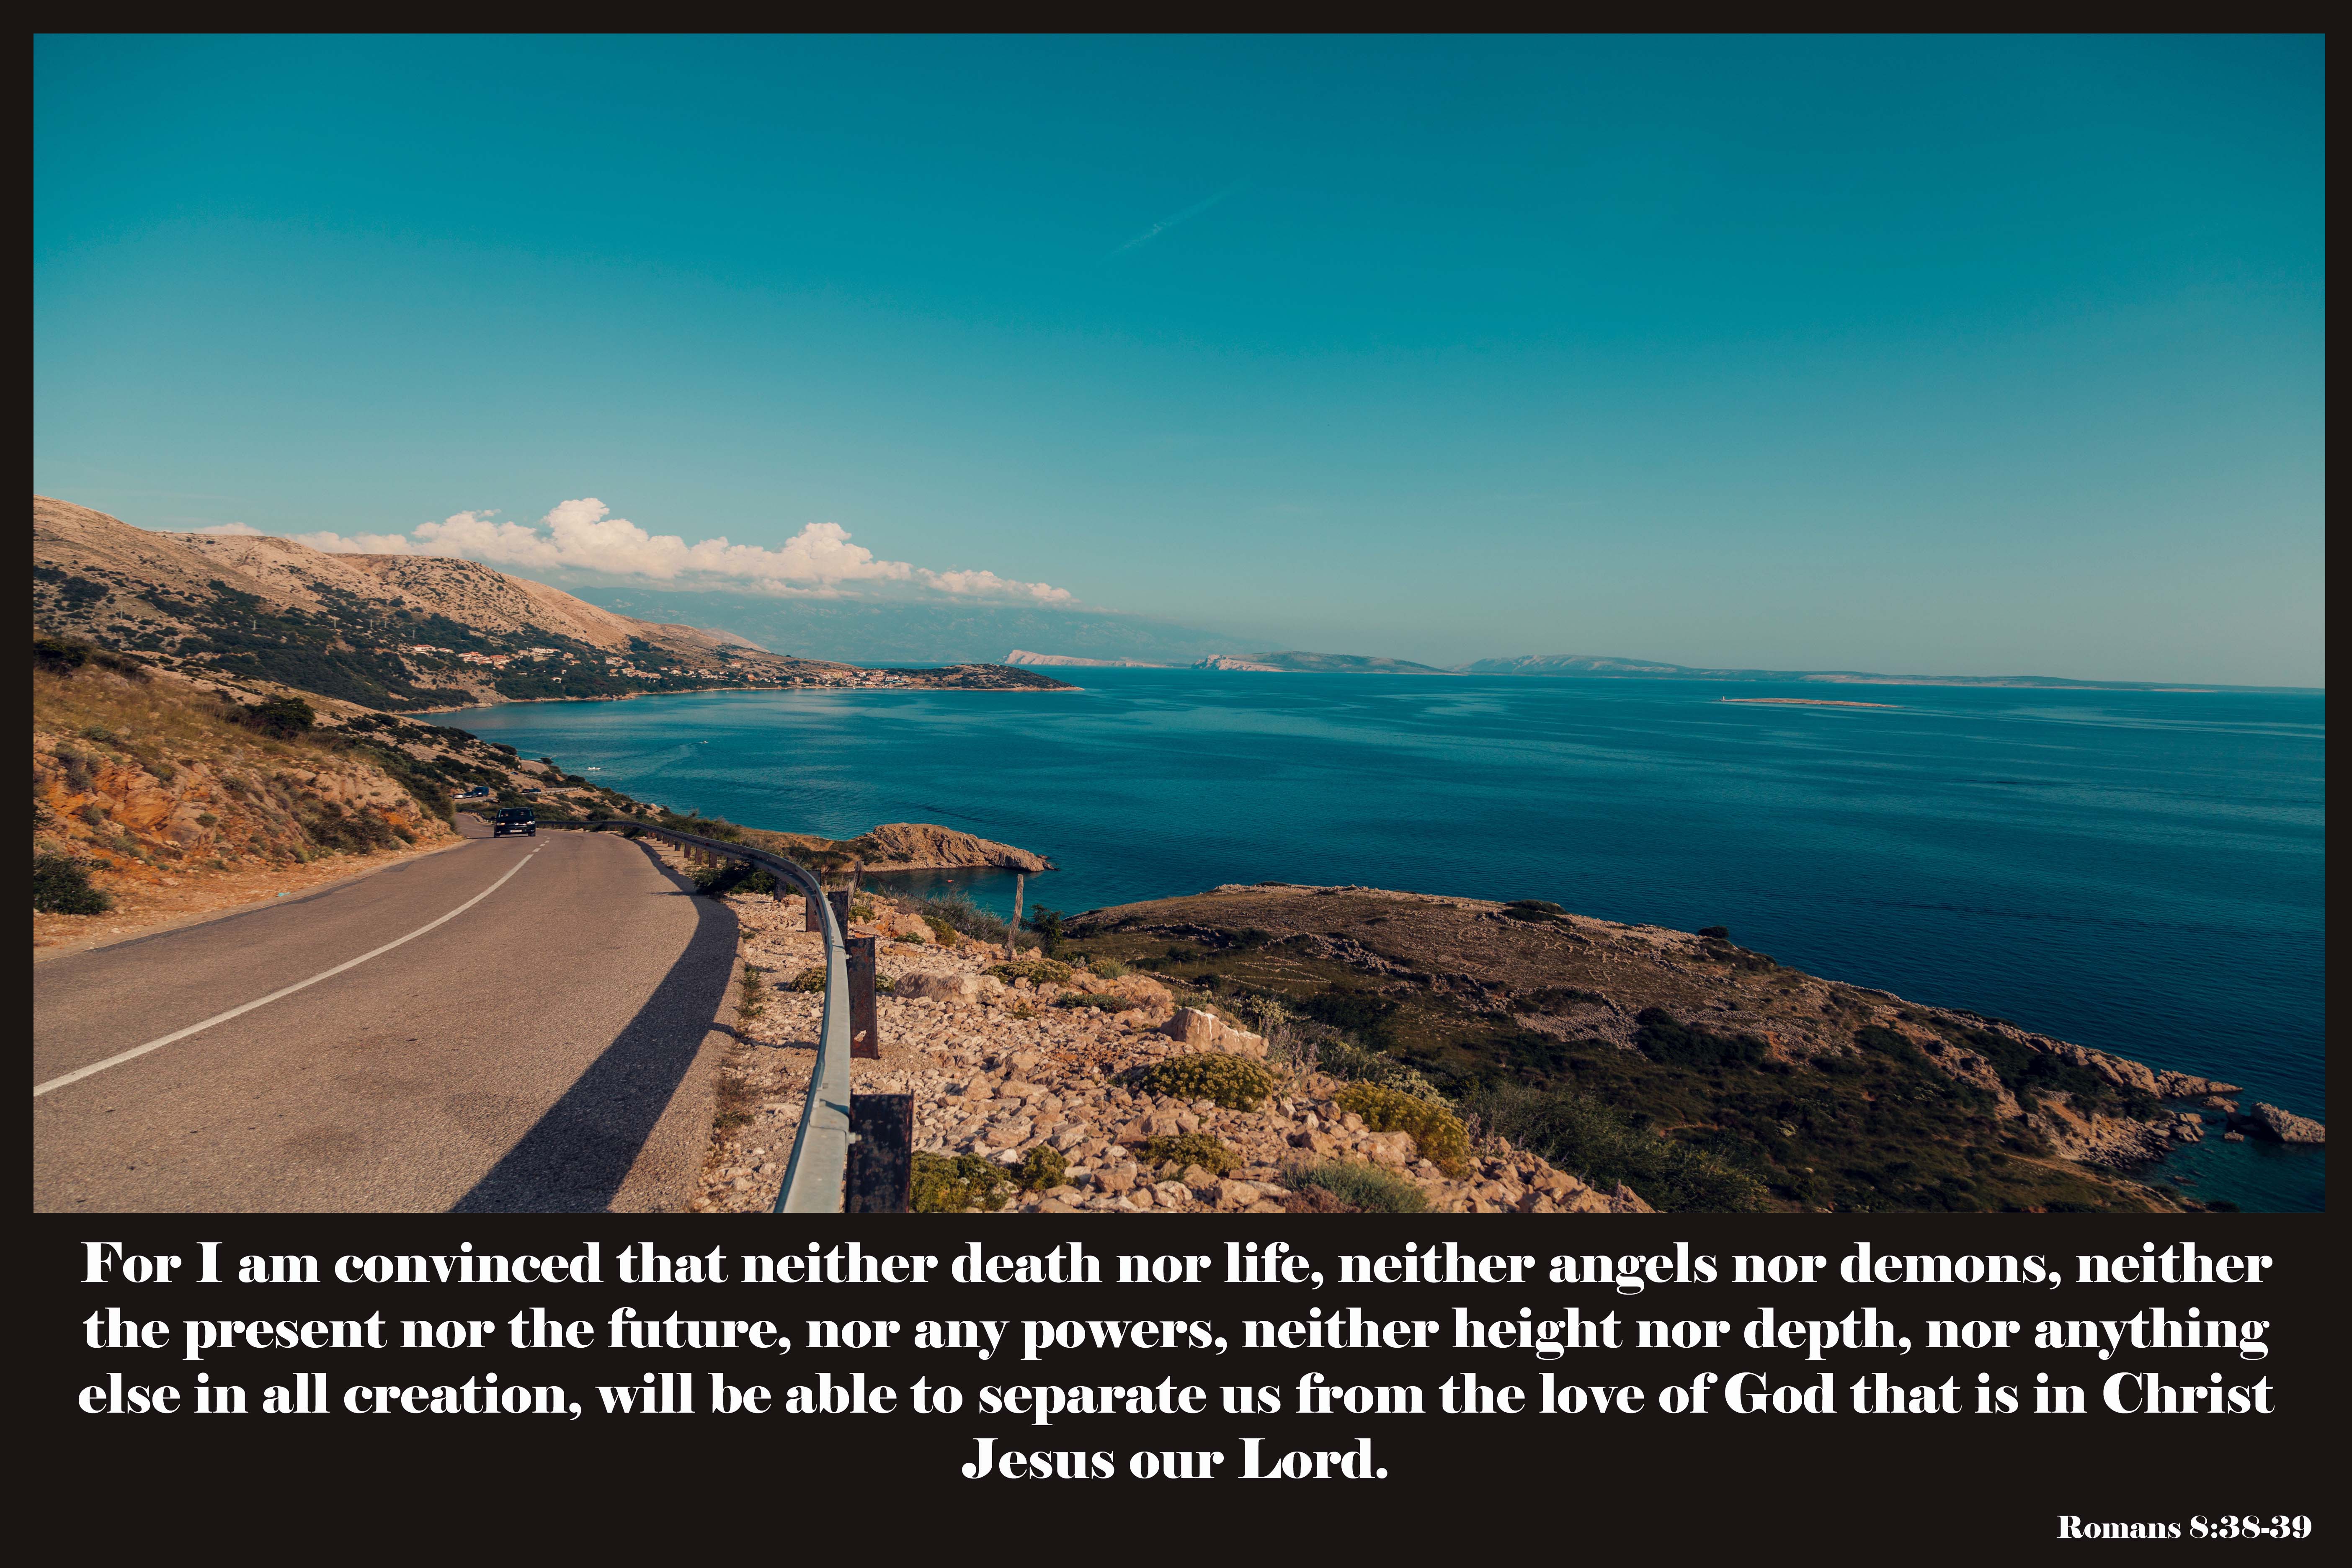 For I am convinced that neither death nor life, neither angels nor demons, neither
the present nor the future, nor any powers, neither height nor depth, nor anything
else in all creation, will be able to separate us from the love of God that is in Christ
Jesus our Lord.
Romans 8:38-39